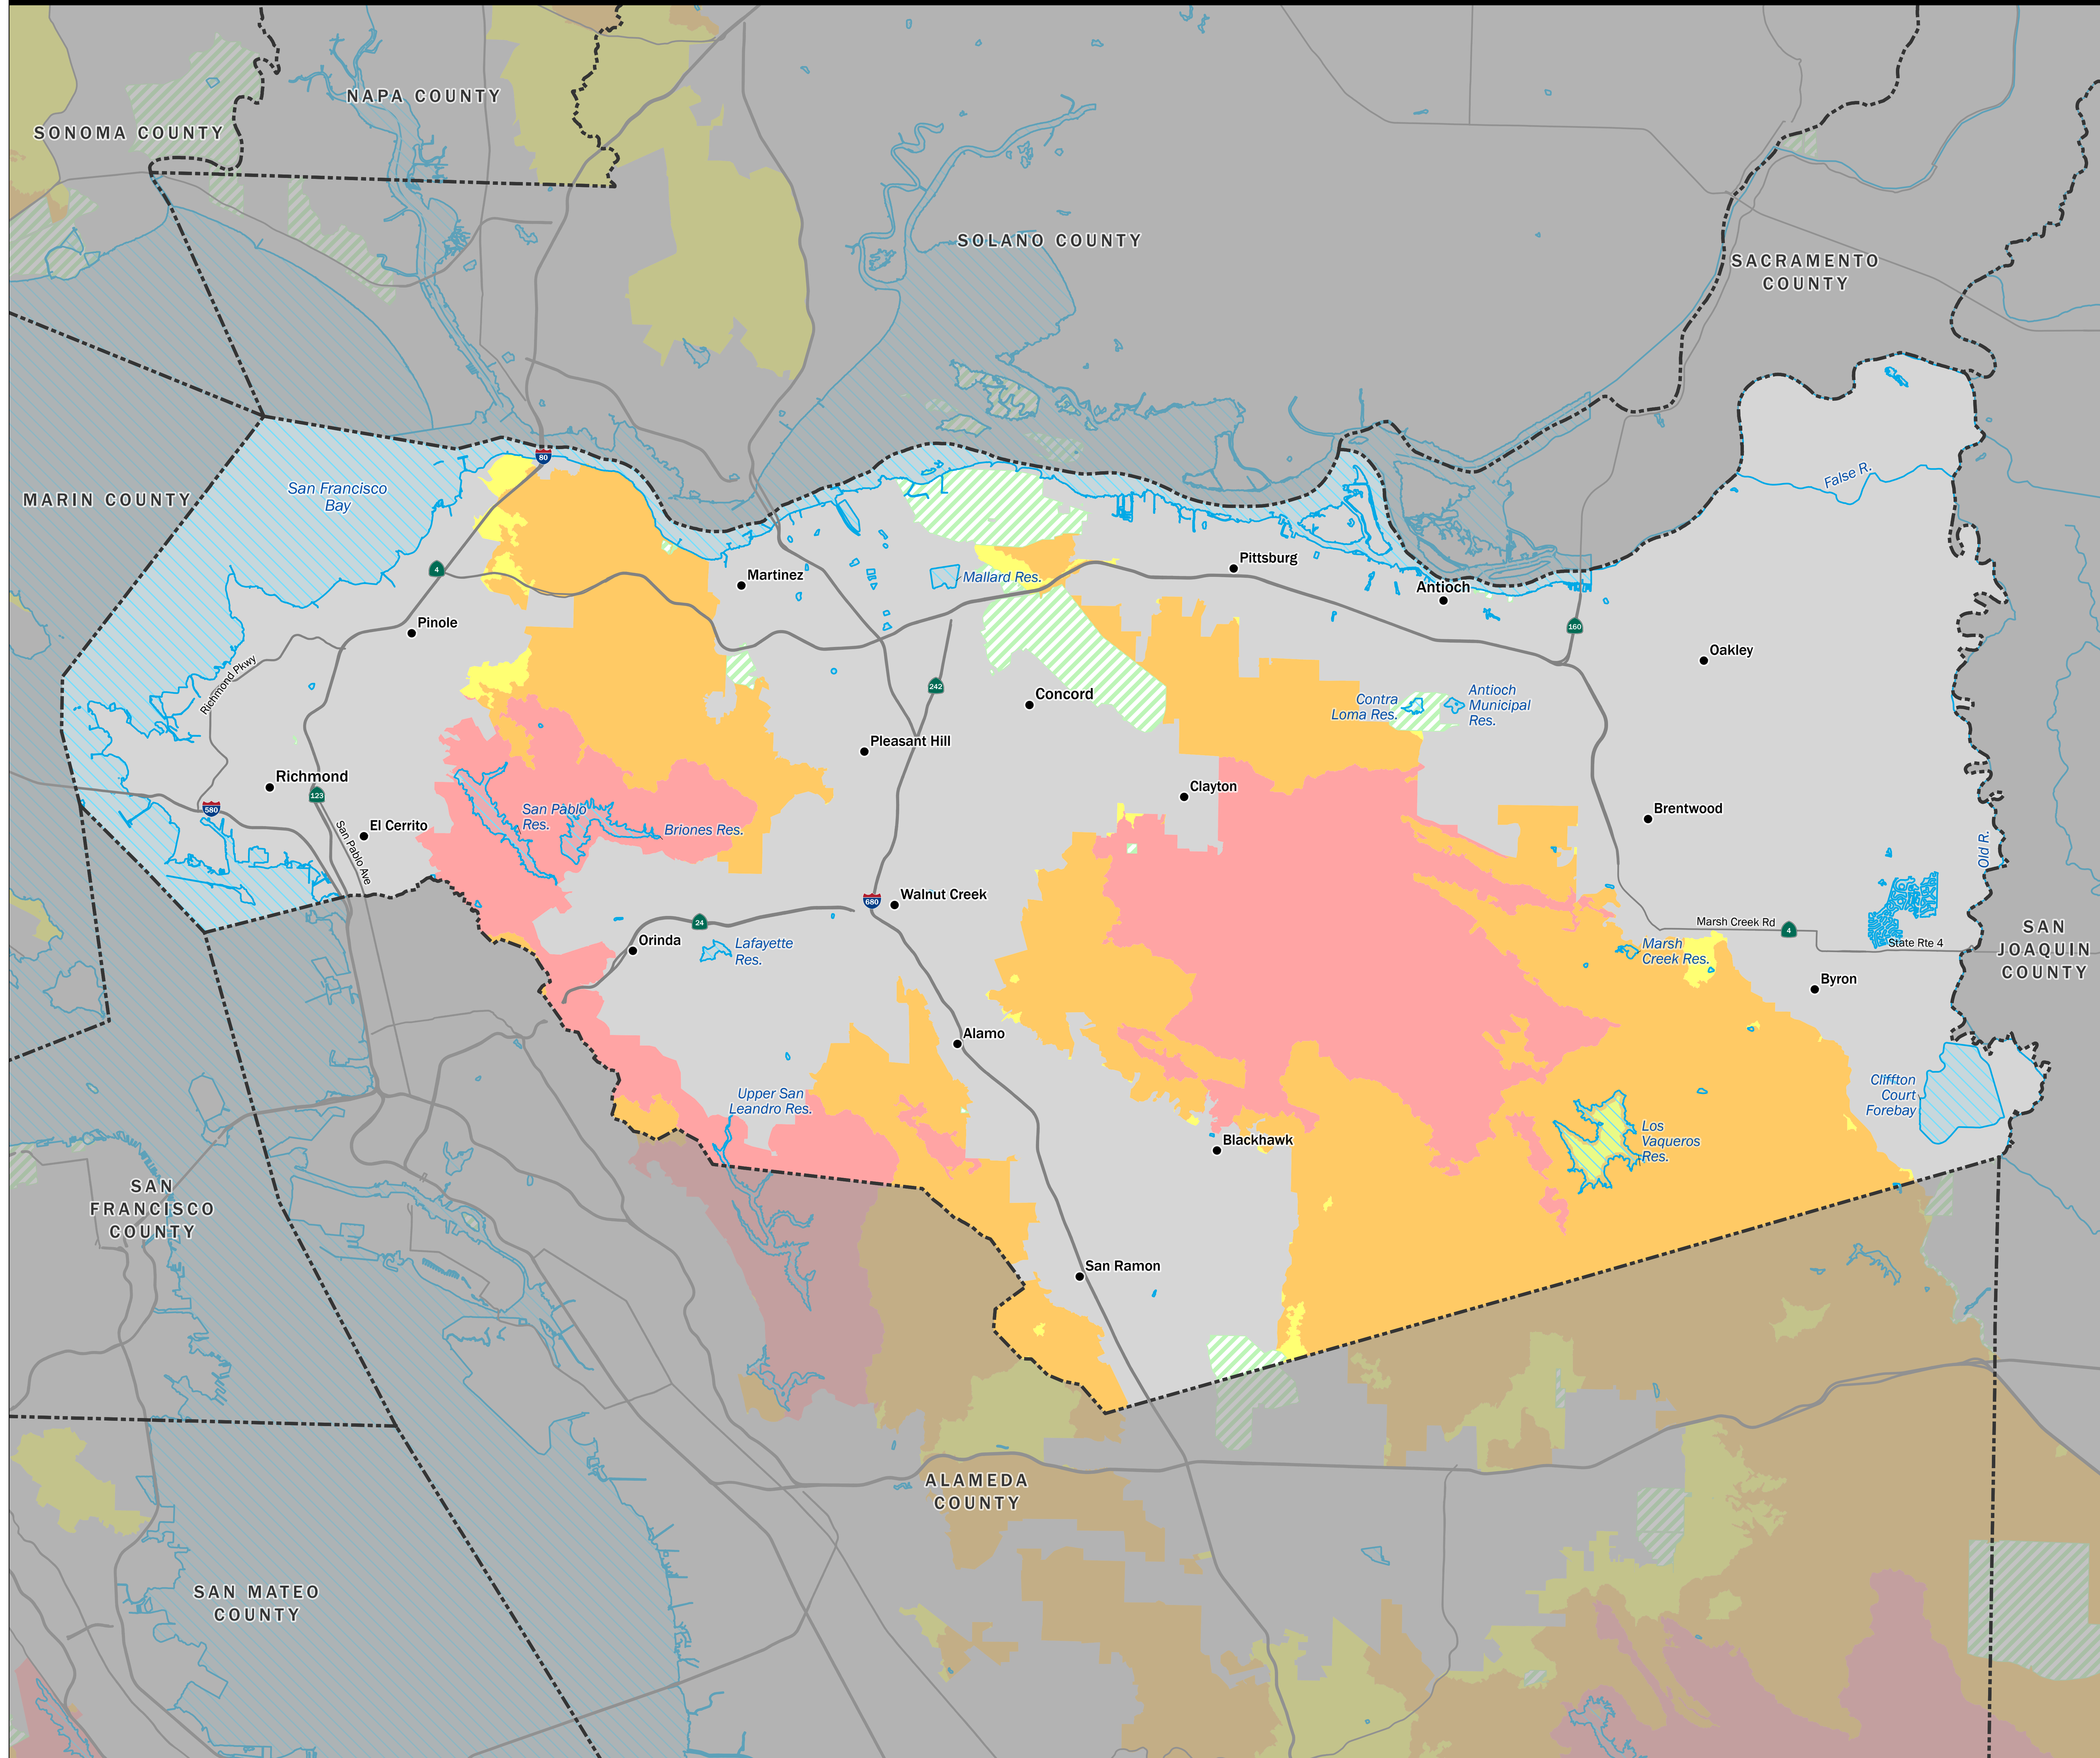 NAPA COUNTY
SONOMA COUNTY
SOLANO COUNTY
SACRAMENTO
COUNTY
MARIN COUNTY
San Francisco
Bay
80
False R.
4
Mallard Res.
Pittsburg
Martinez
Antioch
Pinole
160
Oakley
Richmond Pkwy
242
Concord
Contra
Loma Res.
Antioch
Municipal
Res.
Pleasant Hill
Richmond
123
580
El Cerrito
San Pablo Ave
San Pablo
Res.
Briones Res.
Clayton
Brentwood
Old R.
680
Walnut Creek
24
Orinda
Lafayette
Res.
Marsh Creek Rd
4
State Rte 4
Marsh
Creek Res.
Byron
SAN
JOAQUIN
COUNTY
Alamo
Upper San
Leandro Res.
Cliffton
Court
Forebay
Blackhawk
Los
Vaqueros
Res.
SAN
FRANCISCO
COUNTY
San Ramon
ALAMEDA
COUNTY
SAN MATEO
COUNTY